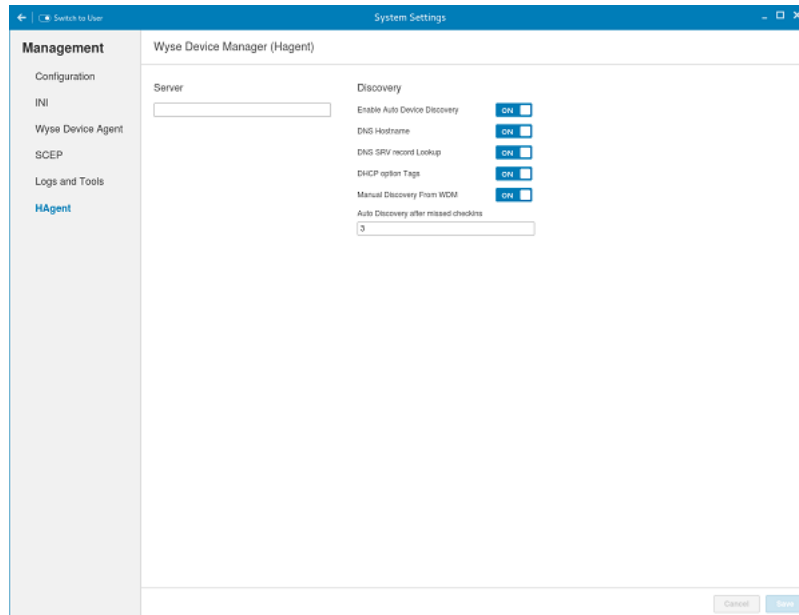 Switch to User
System Settings
Management
Configuration
INI
Wyse Device Agent
SCEP
Logs and Tools
HAgent
Wyse Device Manager (Hagent)
Server
Discovery
Enable Auto Device Discovery ON
DNS Hostname ON
DNS SRV record Lookup ON
DHCP option Tags ON
Manual Discovery From WDM ON
Auto Discovery after missed checkins
3
Cancel Save